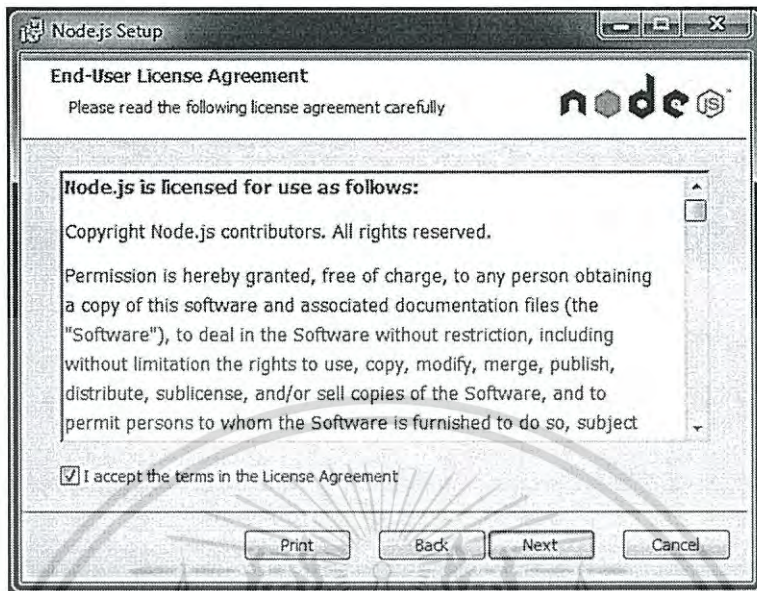 Node.js Setup
End-User License Agreement
Please read the following license agreement carefully
node JS
Node.js is licensed for use as follows:
Copyright Node.js contributors. All rights reserved.
Permission is hereby granted, free of charge, to any person obtaining
a copy of this software and associated documentation files (the
"Software"), to deal in the Software without restriction, including
without limitation the rights to use, copy, modify, merge, publish,
distribute, sublicense, and/or sell copies of the Software, and to
permit persons to whom the Software is furnished to do so, subject
I accept the terms in the License Agreement
Print Back Next Cancel